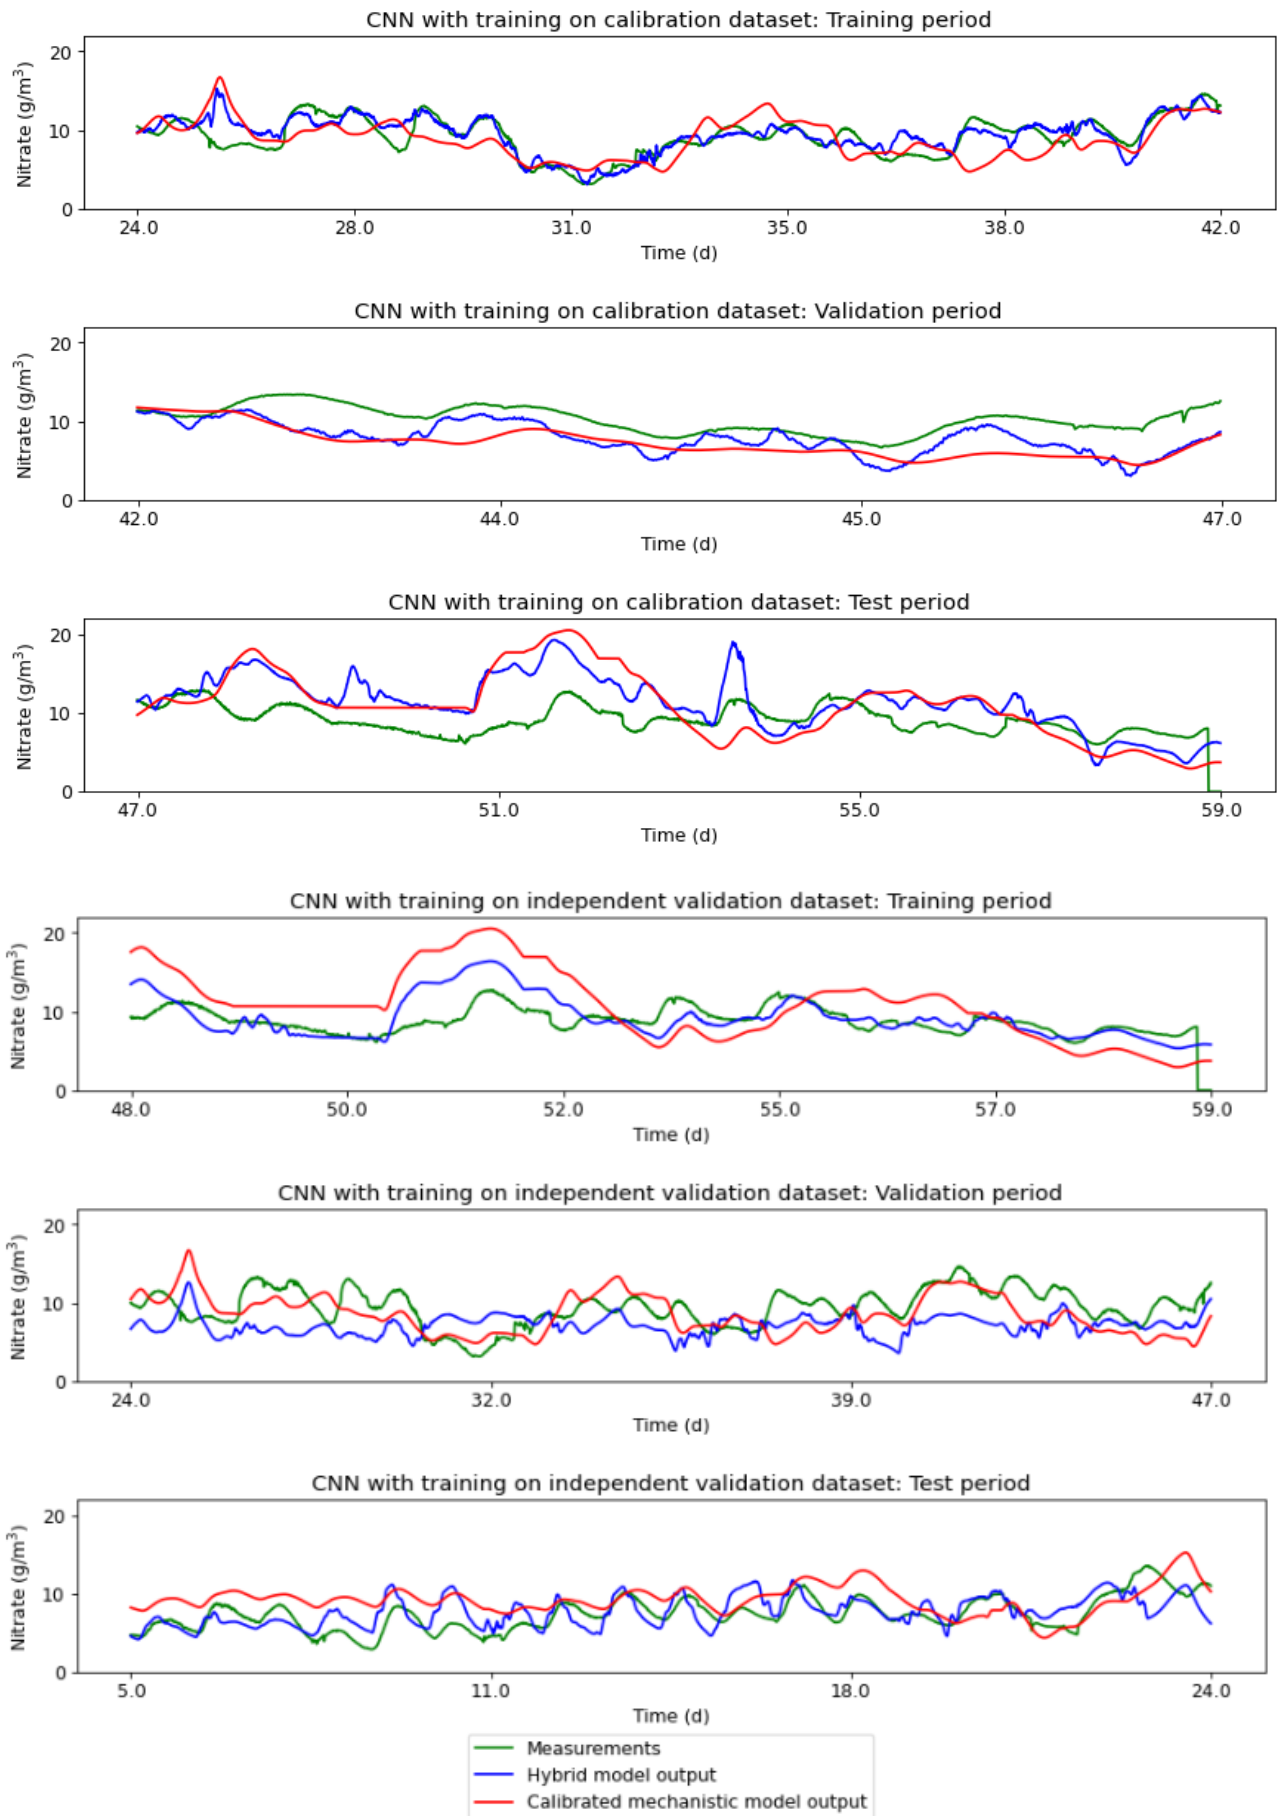 CNN with training on calibration dataset: Training period
20
10
0
Nitrate (g/m³)
24.0 28.0 31.0 35.0 38.0 42.0
Time (d)
CNN with training on calibration dataset: Validation period
20
10
0
Nitrate (g/m³)
42.0 44.0 45.0 47.0
Time (d)
CNN with training on calibration dataset: Test period
20
10
0
Nitrate (g/m³)
47.0 51.0 55.0 59.0
Time (d)
CNN with training on independent validation dataset: Training period
20
10
0
Nitrate (g/m³)
48.0 50.0 52.0 55.0 57.0 59.0
Time (d)
CNN with training on independent validation dataset: Validation period
20
10
0
Nitrate (g/m³)
24.0 32.0 39.0 47.0
Time (d)
CNN with training on independent validation dataset: Test period
20
10
0
Nitrate (g/m³)
5.0 11.0 18.0 24.0
Time (d)
Measurements
Hybrid model output
Calibrated mechanistic model output